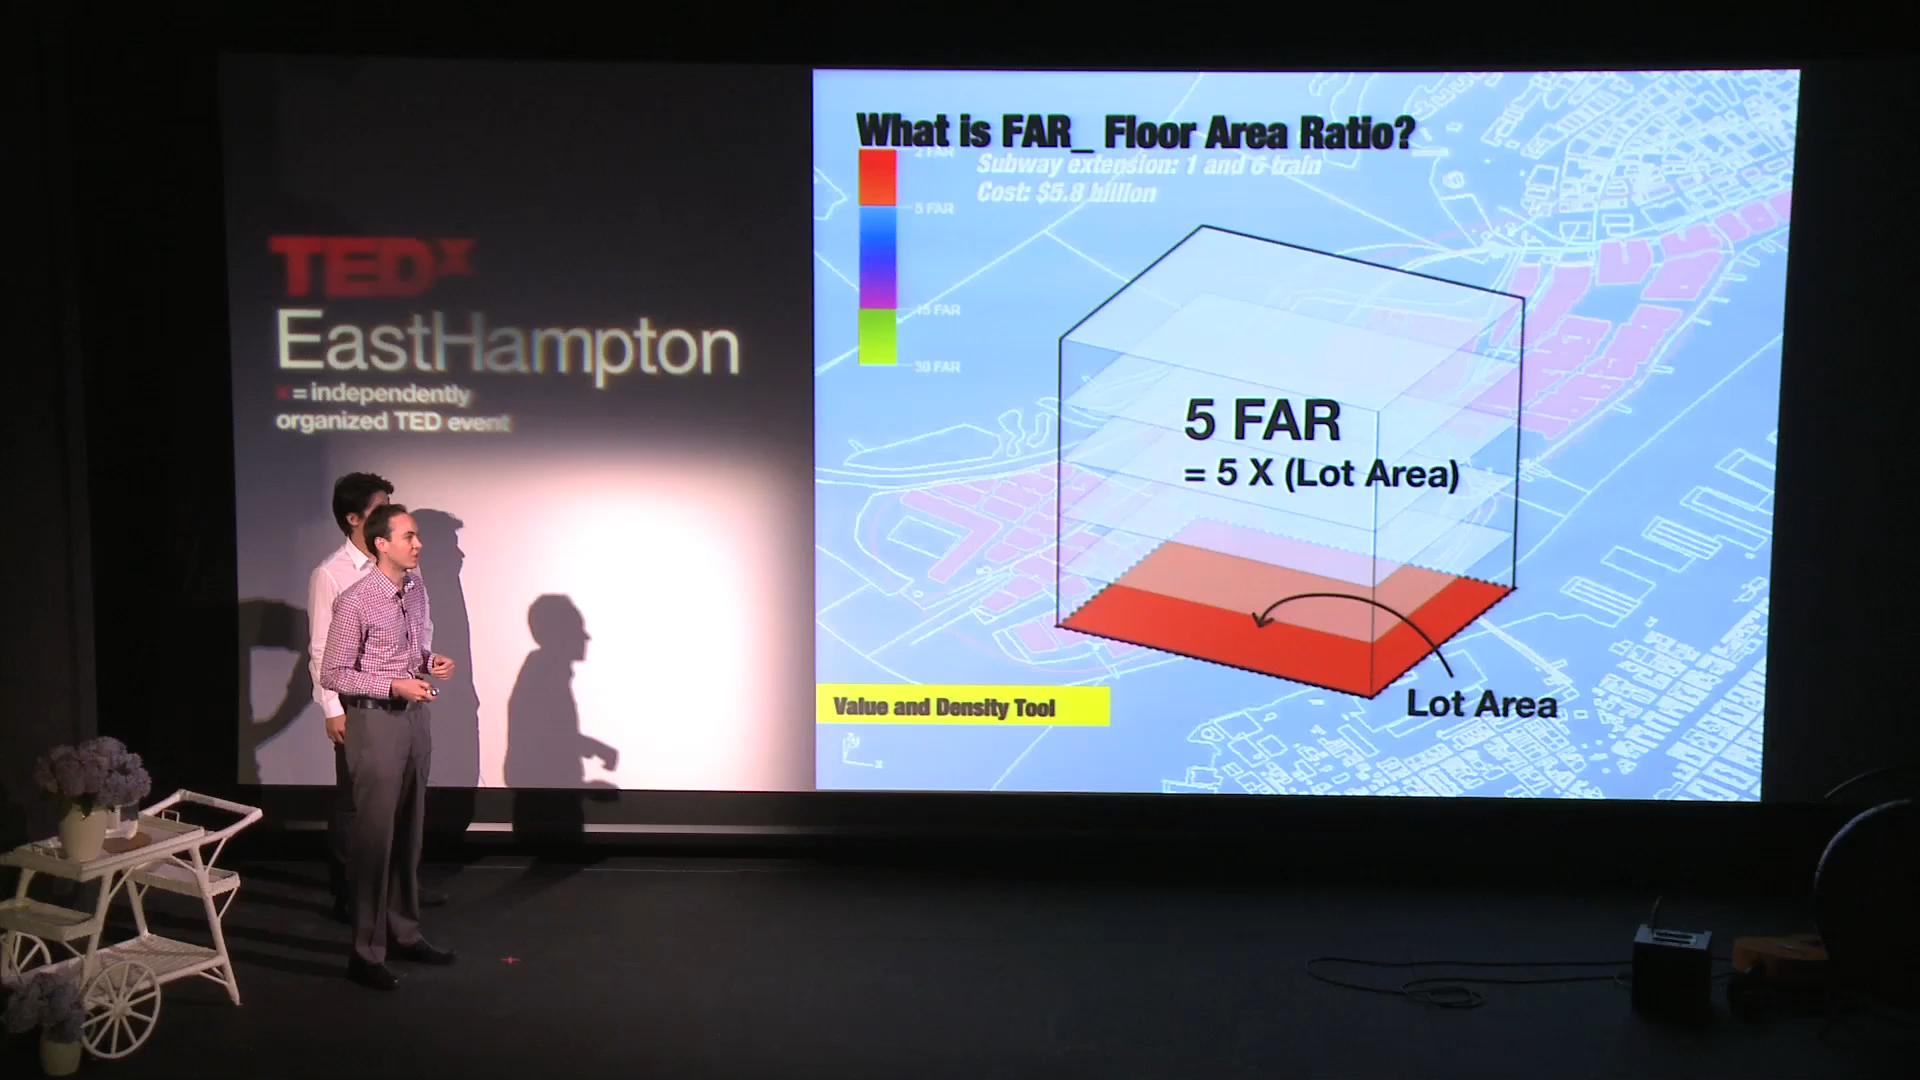 TEDx
EastHampton
x = independently
organized TED event
What is FAR_ Floor Area Ratio?
2 FAR
Subway extension: 1 and 6 train
Cost: $5.8 billion
5 FAR
15 FAR
30 FAR
5 FAR
= 5 X (Lot Area)
Lot Area
Value and Density Tool